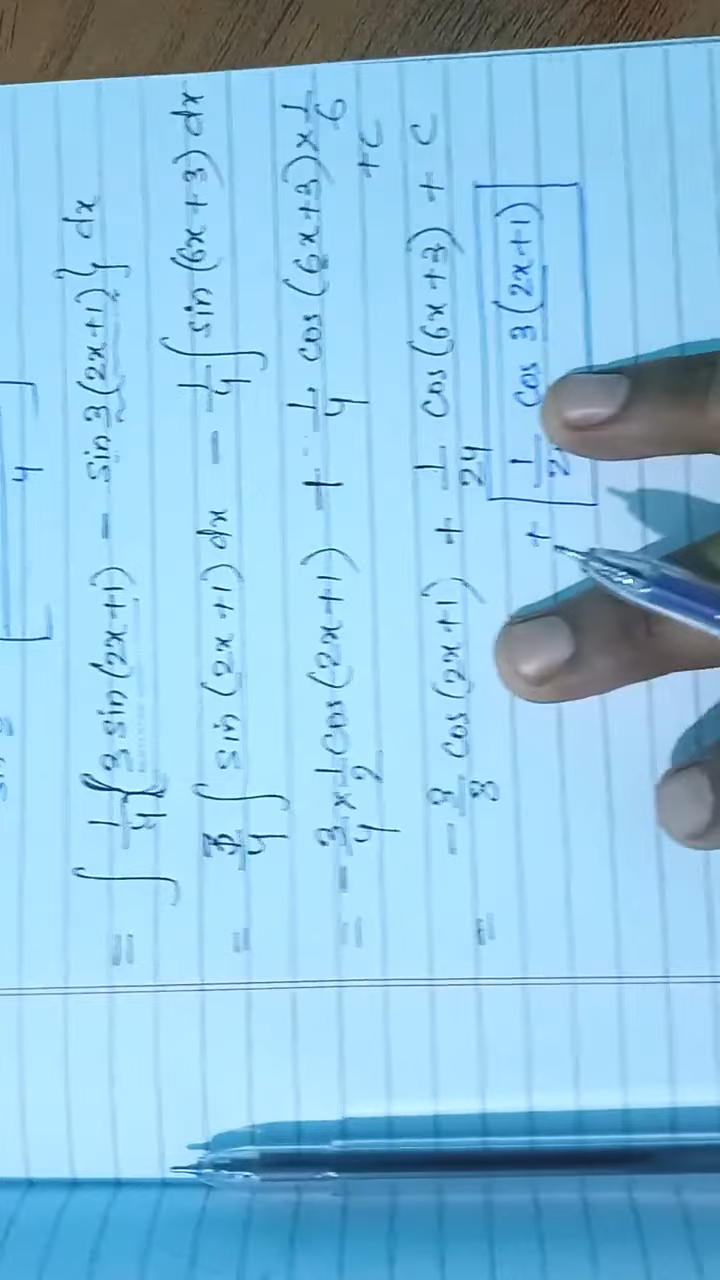 4
= ∫ 1/4 {3 sin(2x+1) - sin 3(2x+1)} dx
= 3/4 ∫ sin(2x+1) dx - 1/4 ∫ sin(6x+3) dx
= -3/4 × 1/2 cos(2x+1) + 1/4 cos(6x+3) × 1/6 + c
= -3/8 cos(2x+1) + 1/24 cos(6x+3) + c
+ 1/2 cos 3(2x+1)